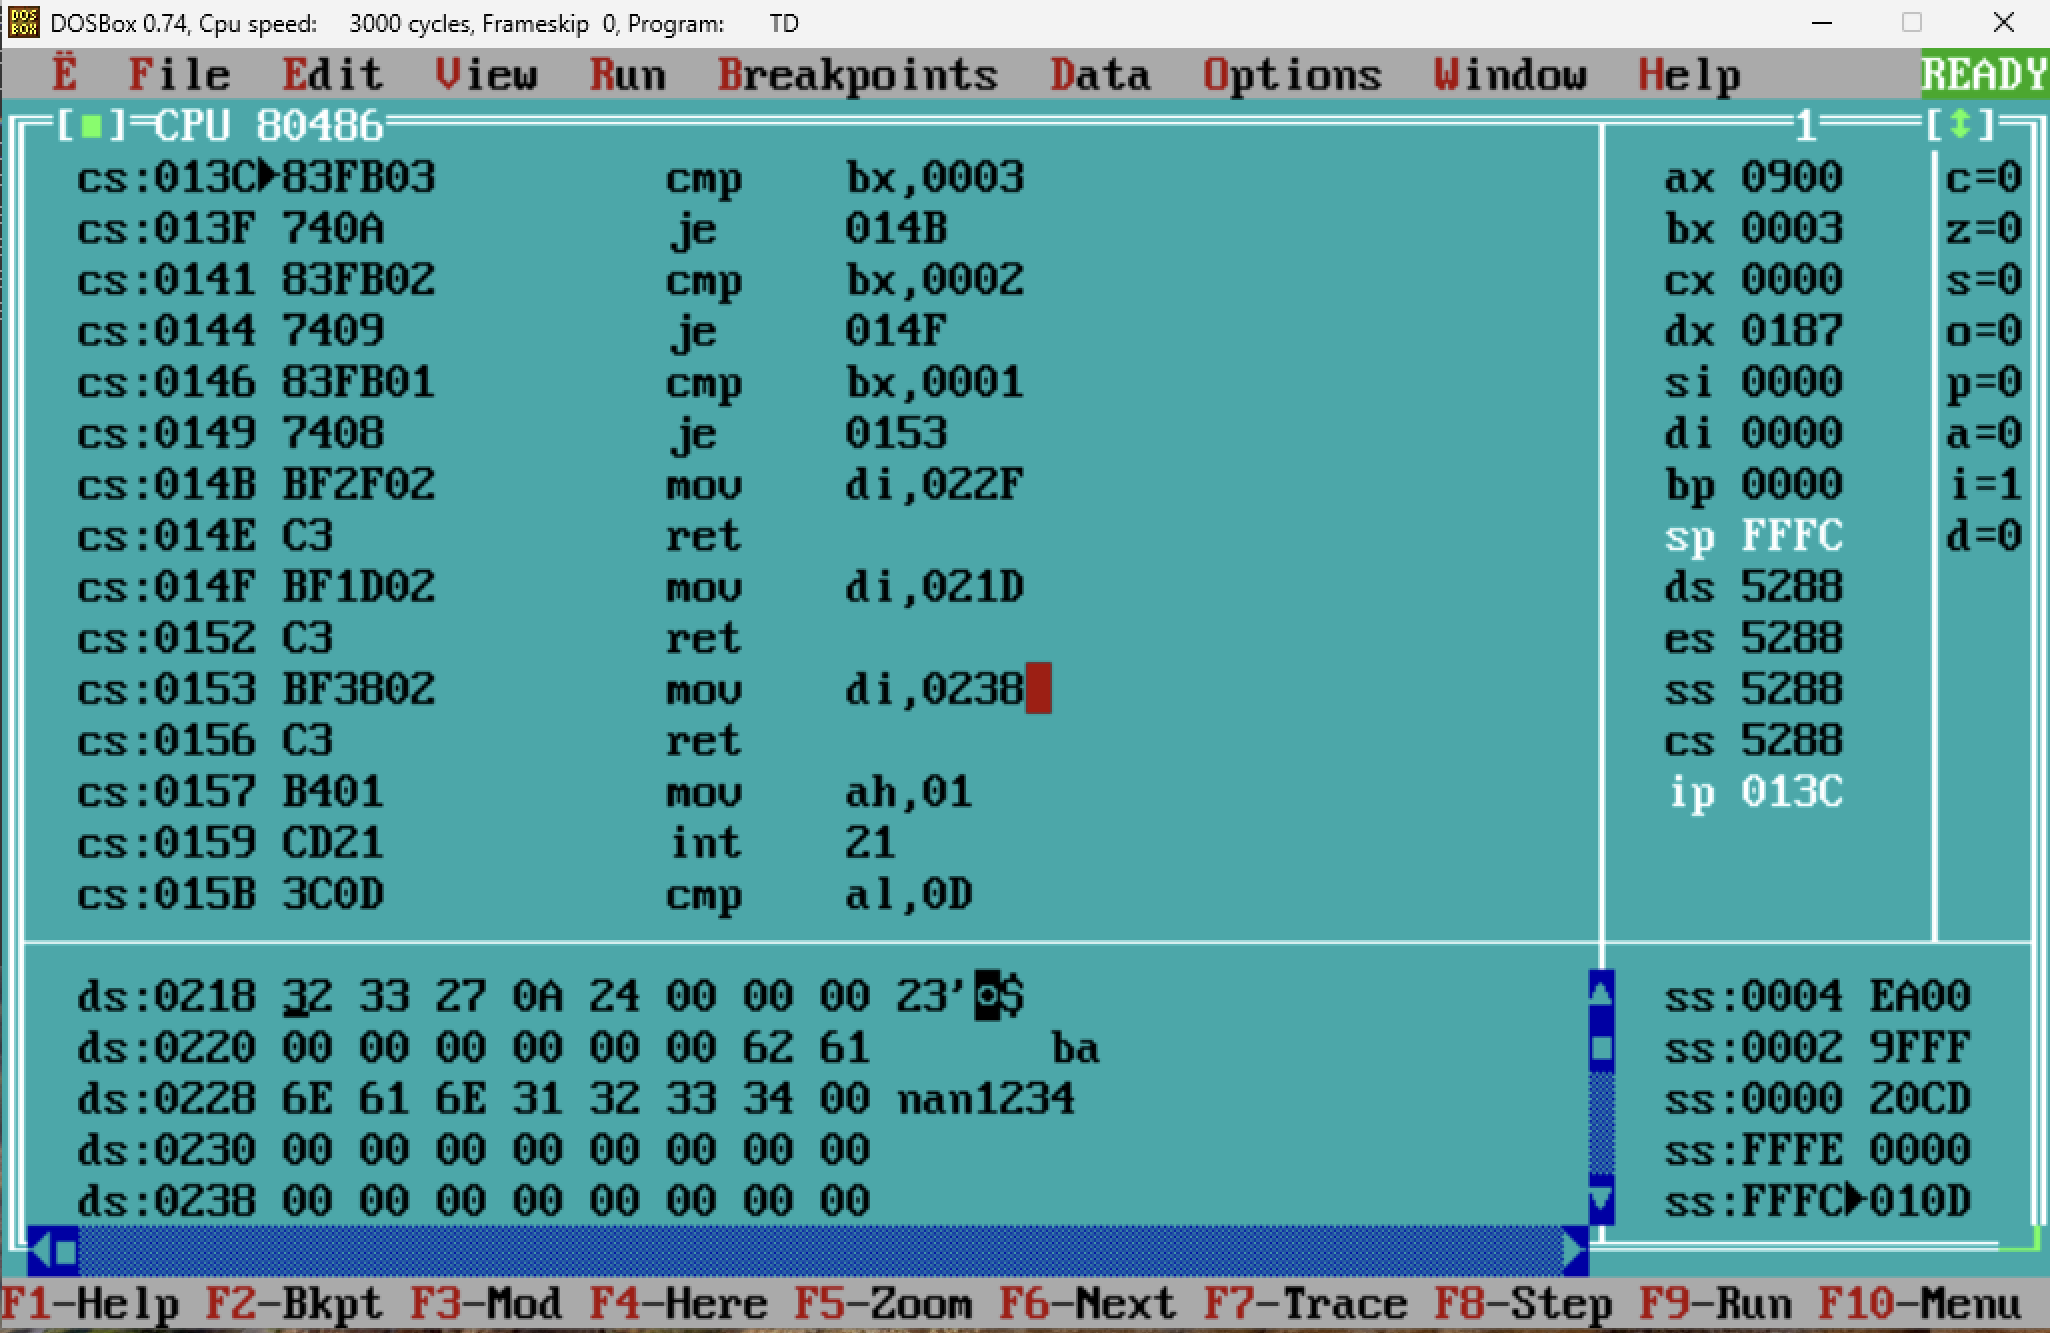 DOSBox 0.74, Cpu speed: 3000 cycles, Frameskip 0, Program: TD
Ë File Edit View Run Breakpoints Data Options Window Help READY
[■]=CPU 80486 1 [↕]
cs:013C►83FB03 cmp bx,0003 ax 0900 c=0
cs:013F 740A je 014B bx 0003 z=0
cs:0141 83FB02 cmp bx,0002 cx 0000 s=0
cs:0144 7409 je 014F dx 0187 o=0
cs:0146 83FB01 cmp bx,0001 si 0000 p=0
cs:0149 7408 je 0153 di 0000 a=0
cs:014B BF2F02 mov di,022F bp 0000 i=1
cs:014E C3 ret sp FFFC d=0
cs:014F BF1D02 mov di,021D ds 5288
cs:0152 C3 ret es 5288
cs:0153 BF3802 mov di,0238 ss 5288
cs:0156 C3 ret cs 5288
cs:0157 B401 mov ah,01 ip 013C
cs:0159 CD21 int 21
cs:015B 3C0D cmp al,0D
ds:0218 32 33 27 0A 24 00 00 00 23'◙$ ss:0004 EA00
ds:0220 00 00 00 00 00 00 62 61 ba ss:0002 9FFF
ds:0228 6E 61 6E 31 32 33 34 00 nan1234 ss:0000 20CD
ds:0230 00 00 00 00 00 00 00 00 ss:FFFE 0000
ds:0238 00 00 00 00 00 00 00 00 ss:FFFC►010D
F1-Help F2-Bkpt F3-Mod F4-Here F5-Zoom F6-Next F7-Trace F8-Step F9-Run F10-Menu